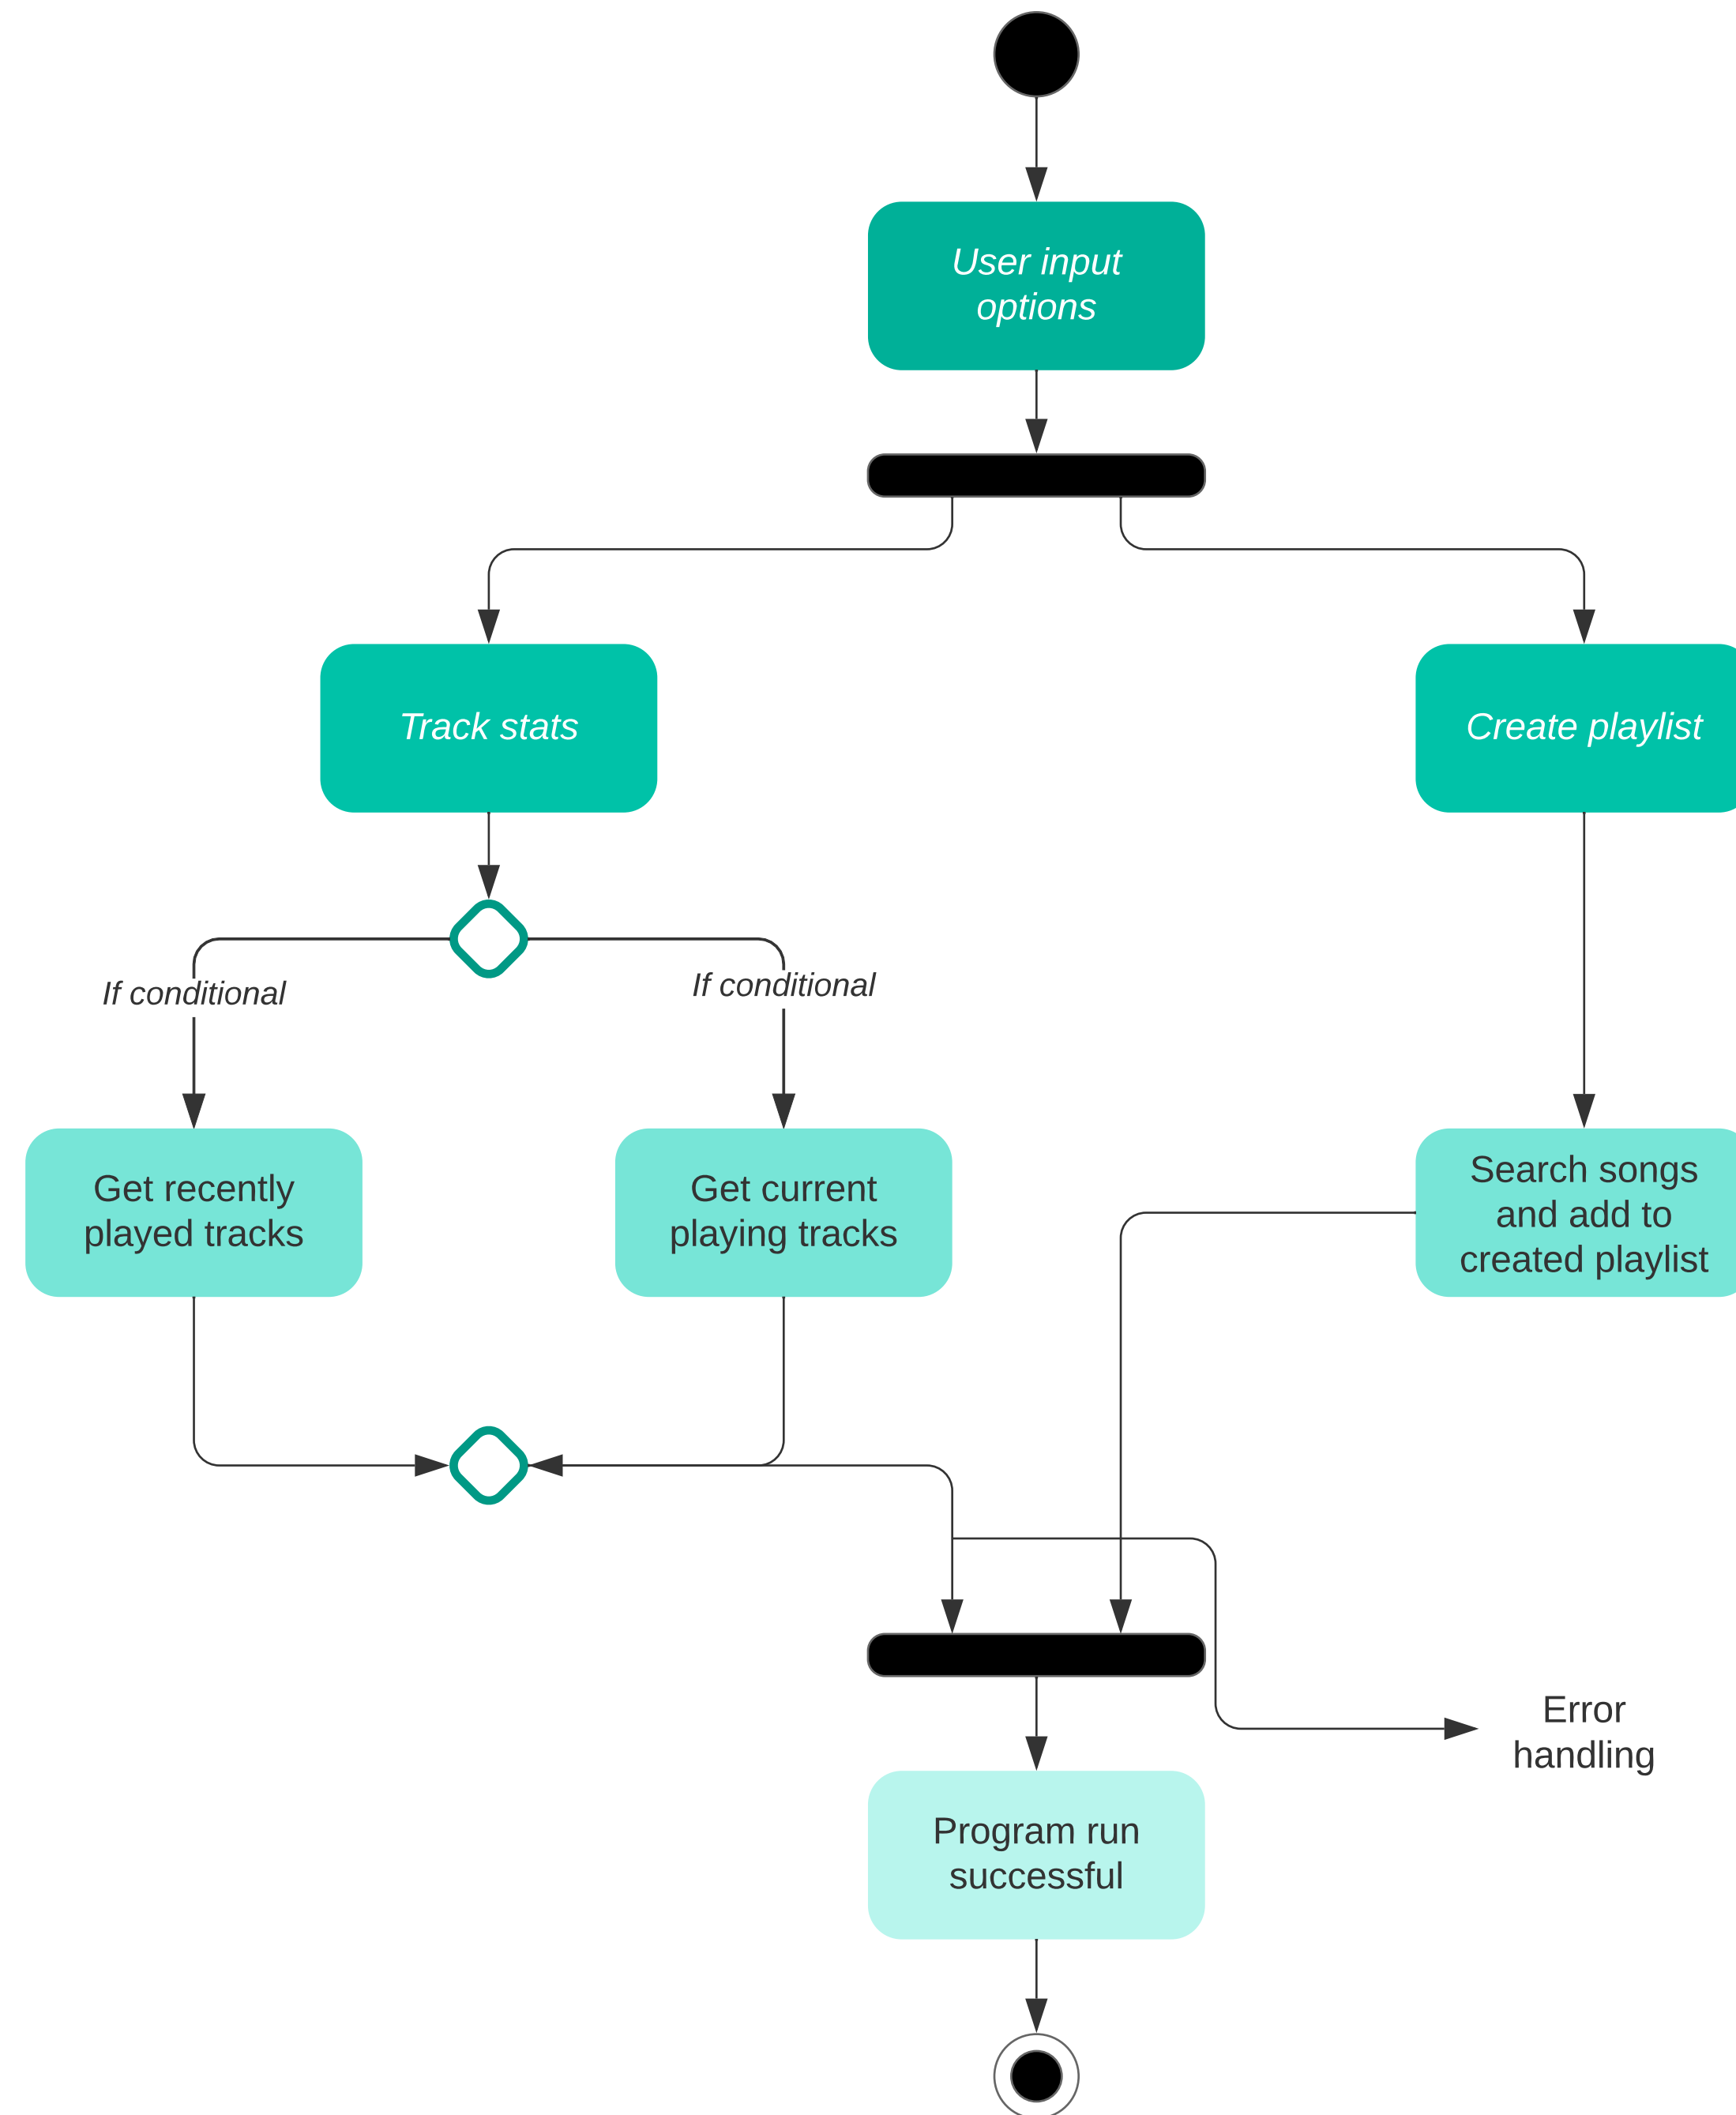 User input
options
Track stats
Create playlist
If conditional
If conditional
Get recently
played tracks
Get current
playing tracks
Search songs
and add to
created playlist
Error
handling
Program run
successful